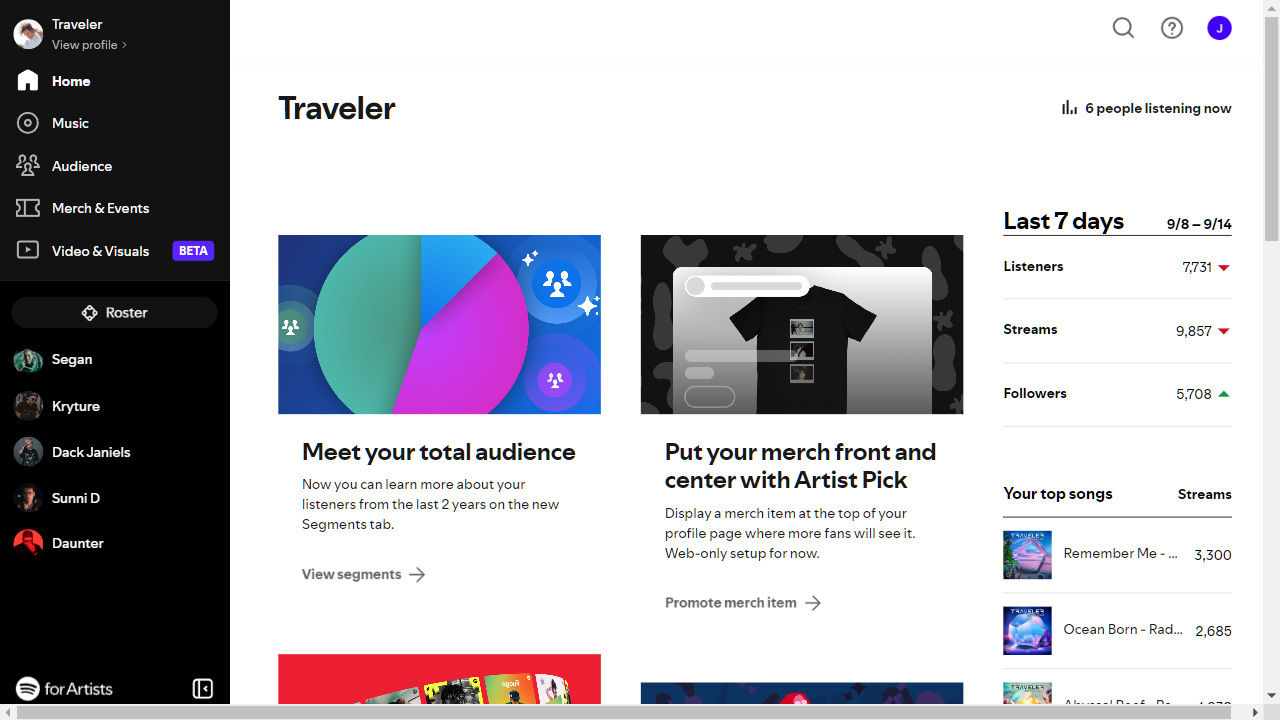 Traveler
View profile
Home
Music
Audience
Merch & Events
Video & Visuals BETA
Roster
Segan
Kryture
Dack Janiels
Sunni D
Daunter
for Artists
J
Traveler
6 people listening now
Meet your total audience
Now you can learn more about your
listeners from the last 2 years on the new
Segments tab.
View segments
Put your merch front and
center with Artist Pick
Display a merch item at the top of your
profile page where more fans will see it.
Web-only setup for now.
Promote merch item
Last 7 days 9/8 – 9/14
Listeners 7,731
Streams 9,857
Followers 5,708
Your top songs Streams
TRAVELER
Remember Me - ... 3,300
TRAVELER
Ocean Born - Rad... 2,685
TRAVELER